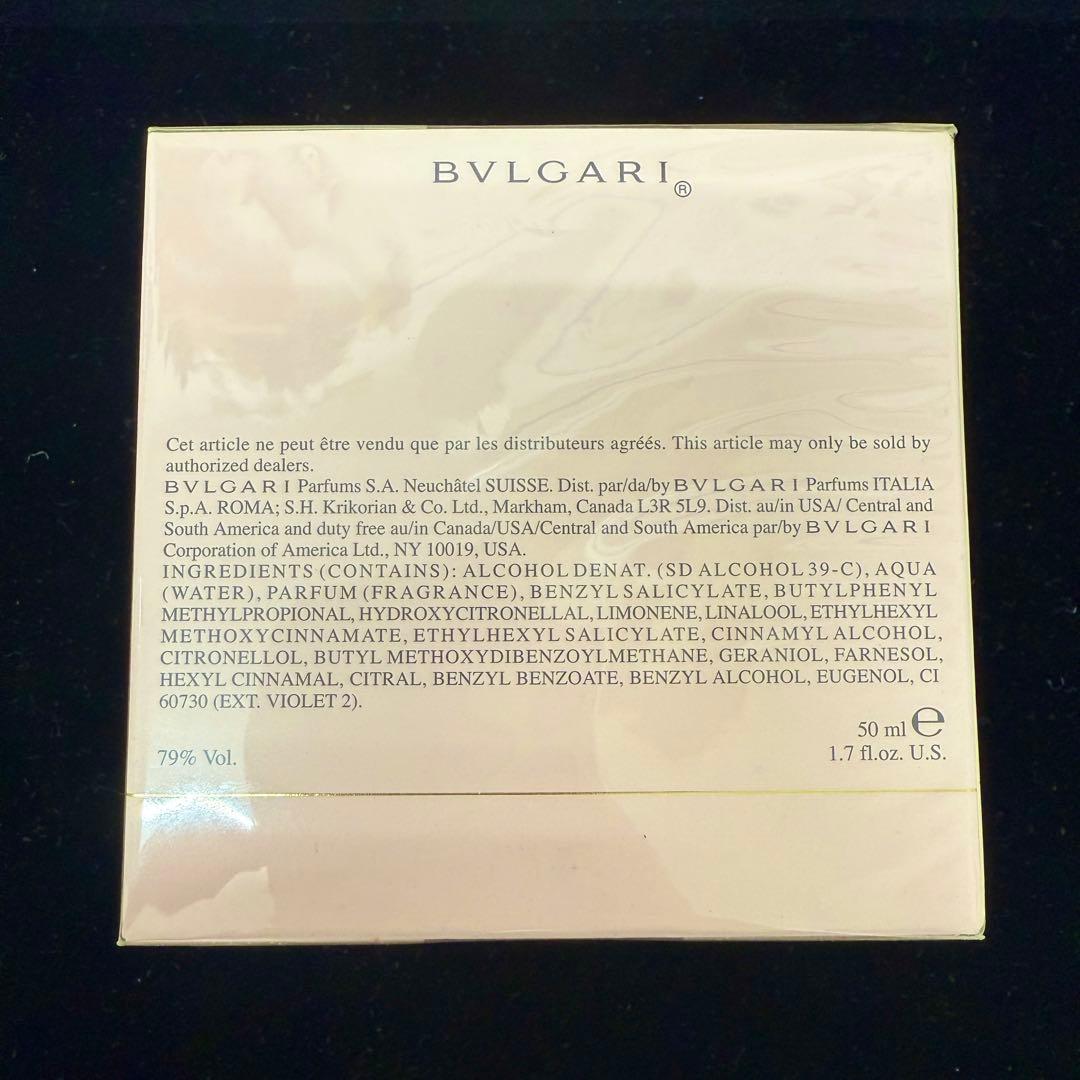 BVLGARI®
Cet article ne peut être vendu que par les distributeurs agréés. This article may only be sold by
authorized dealers.
BVLGARI Parfums S.A. Neuchâtel SUISSE. Dist. par/da/by BVLGARI Parfums ITALIA
S.p.A. ROMA; S.H. Krikorian & Co. Ltd., Markham, Canada L3R 5L9. Dist. au/in USA/ Central and
South America and duty free au/in Canada/USA/Central and South America par/by BVLGARI
Corporation of America Ltd., NY 10019, USA.
INGREDIENTS (CONTAINS): ALCOHOL DENAT. (SD ALCOHOL 39-C), AQUA
(WATER), PARFUM (FRAGRANCE), BENZYL SALICYLATE, BUTYLPHENYL
METHYLPROPIONAL, HYDROXYCITRONELLAL, LIMONENE, LINALOOL, ETHYLHEXYL
METHOXYCINNAMATE, ETHYLHEXYL SALICYLATE, CINNAMYL ALCOHOL,
CITRONELLOL, BUTYL METHOXYDIBENZOYLMETHANE, GERANIOL, FARNESOL,
HEXYL CINNAMAL, CITRAL, BENZYL BENZOATE, BENZYL ALCOHOL, EUGENOL, CI
60730 (EXT. VIOLET 2).
50 ml ℮
79% Vol.
1.7 fl.oz. U.S.